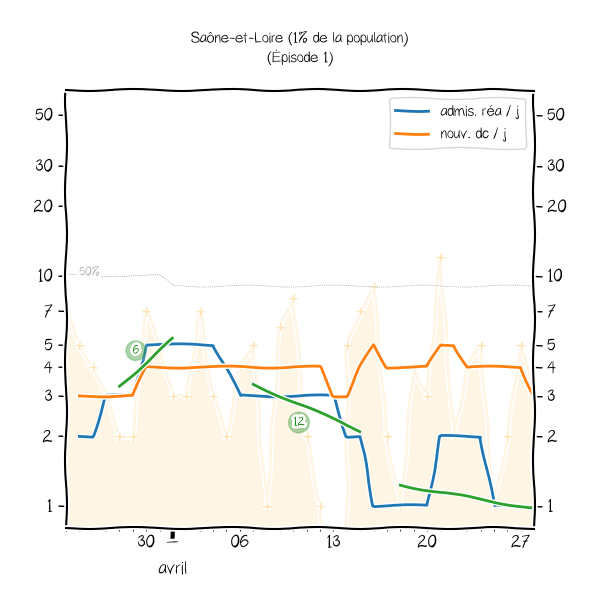 Saône-et-Loire (1% de la population)
(Épisode 1)
admis. réa / j
nouv. dc / j
50 50
30 30
20 20
10 50% 10
7 7
5 6 5
4 4
3 3
2 12 2
1 1
30 1 06 13 20 27
avril